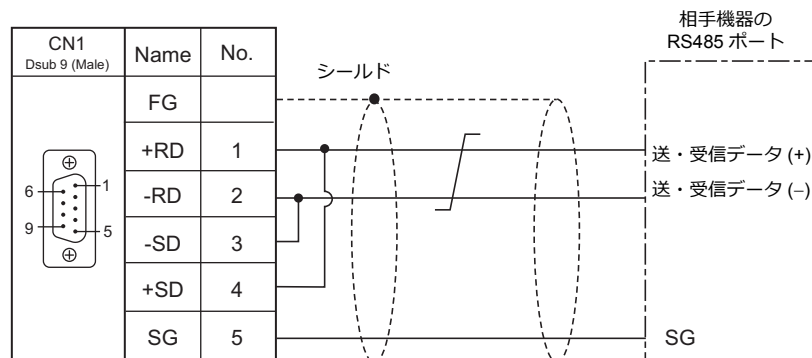 相手機器の
RS485 ポート
CN1
Dsub 9 (Male)
Name
No.
シールド
FG
+RD
1
送・受信データ (+)
-RD
2
送・受信データ (−)
-SD
3
+SD
4
SG
5
SG
6
1
9
5